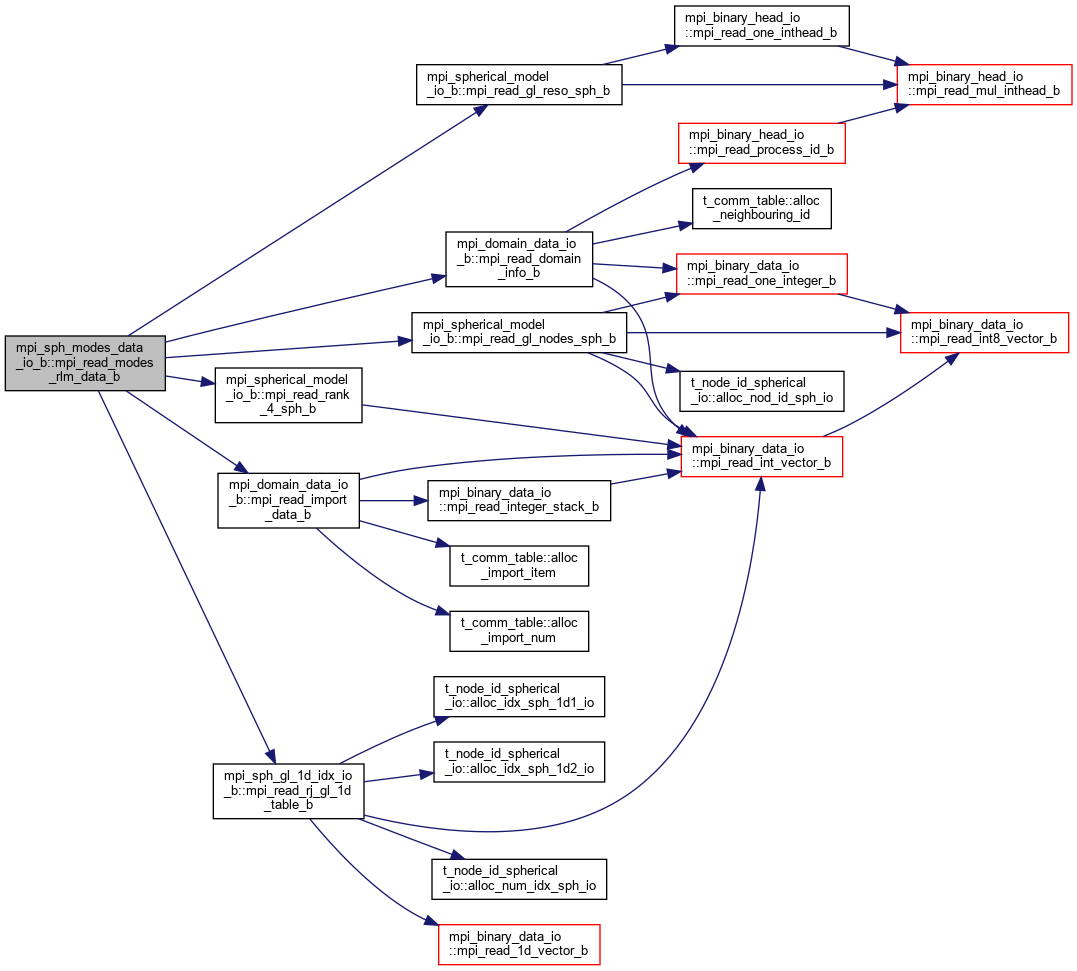 mpi_binary_head_io
::mpi_read_one_inthead_b
mpi_spherical_model
_io_b::mpi_read_gl_reso_sph_b
mpi_binary_head_io
::mpi_read_mul_inthead_b
mpi_binary_head_io
::mpi_read_process_id_b
t_comm_table::alloc
_neighbouring_id
mpi_domain_data_io
_b::mpi_read_domain
_info_b
mpi_binary_data_io
::mpi_read_one_integer_b
mpi_spherical_model
_io_b::mpi_read_gl_nodes_sph_b
mpi_binary_data_io
::mpi_read_int8_vector_b
mpi_sph_modes_data
_io_b::mpi_read_modes
_rlm_data_b
mpi_spherical_model
_io_b::mpi_read_rank
_4_sph_b
t_node_id_spherical
_io::alloc_nod_id_sph_io
mpi_binary_data_io
::mpi_read_int_vector_b
mpi_domain_data_io
_b::mpi_read_import
_data_b
mpi_binary_data_io
::mpi_read_integer_stack_b
t_comm_table::alloc
_import_item
t_comm_table::alloc
_import_num
t_node_id_spherical
_io::alloc_idx_sph_1d1_io
t_node_id_spherical
_io::alloc_idx_sph_1d2_io
mpi_sph_gl_1d_idx_io
_b::mpi_read_rj_gl_1d
_table_b
t_node_id_spherical
_io::alloc_num_idx_sph_io
mpi_binary_data_io
::mpi_read_1d_vector_b